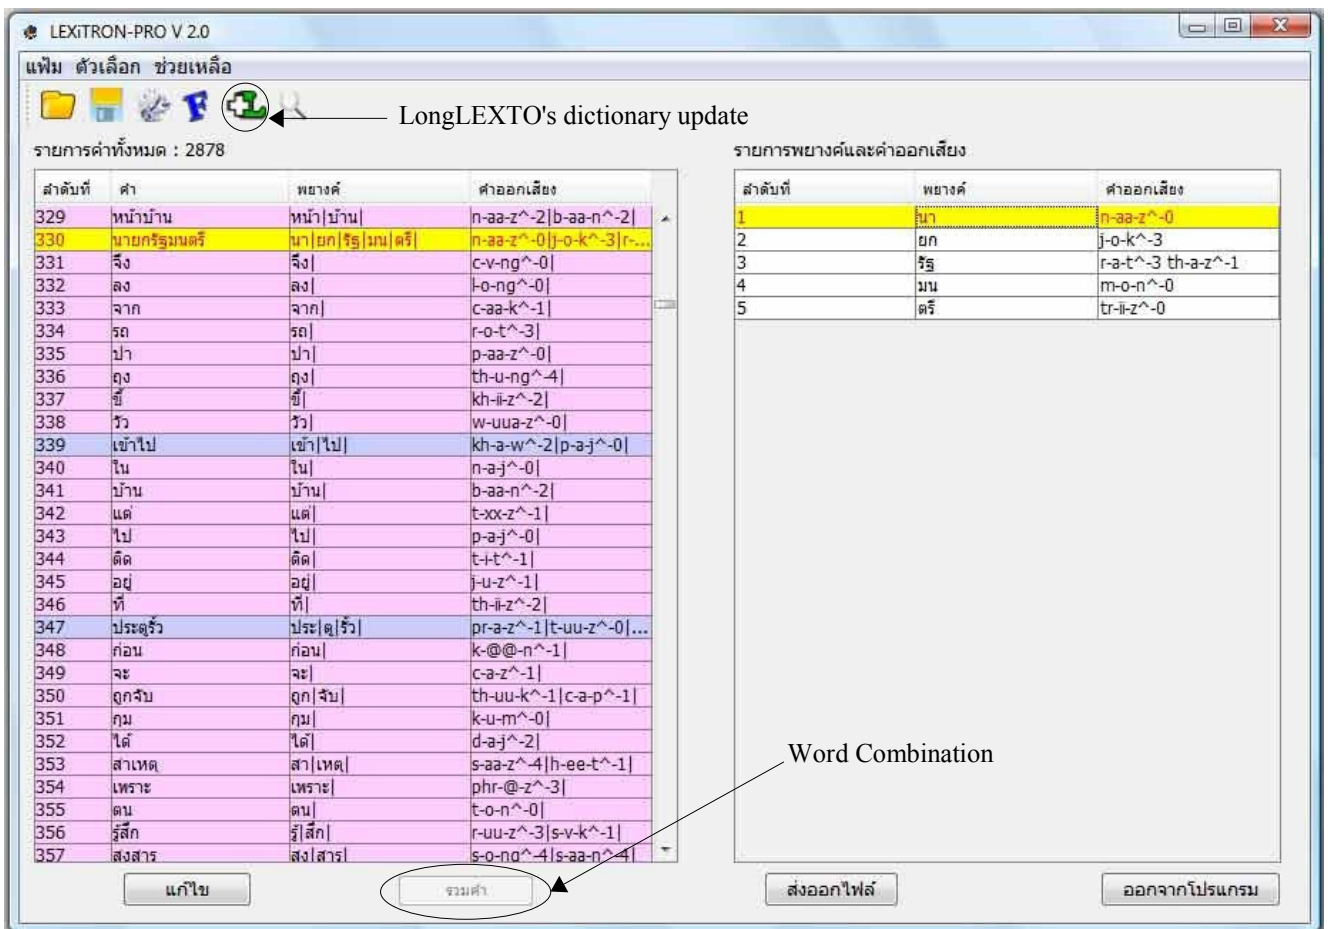 LEXiTRON-PRO V 2.0
แฟ้ม ตัวเลือก ช่วยเหลือ
LongLEXTO's dictionary update
รายการคำทั้งหมด : 2878
รายการพยางค์และคำออกเสียง
ลำดับที่ คำ พยางค์ คำออกเสียง
329 หน้าบ้าน หน้า|บ้าน| n-aa-z^-2|b-aa-n^-2|
330 นายกรัฐมนตรี นา|ยก|รัฐ|มน|ตรี| n-aa-z^-0|j-o-k^-3|r-...
331 จึง จึง| c-v-ng^-0|
332 ลง ลง| l-o-ng^-0|
333 จาก จาก| c-aa-k^-1|
334 รถ รถ| r-o-t^-3|
335 ปา ปา| p-aa-z^-0|
336 ถุง ถุง| th-u-ng^-4|
337 ขี้ ขี้| kh-ii-z^-2|
338 วัว วัว| w-uua-z^-0|
339 เข้าไป เข้า|ไป| kh-a-w^-2|p-a-j^-0|
340 ใน ใน| n-a-j^-0|
341 บ้าน บ้าน| b-aa-n^-2|
342 แต่ แต่| t-xx-z^-1|
343 ไป ไป| p-a-j^-0|
344 ติด ติด| t-i-t^-1|
345 อยู่ อยู่| j-u-z^-1|
346 ที่ ที่| th-ii-z^-2|
347 ประตูรั้ว ประ|ตู|รั้ว| pr-a-z^-1|t-uu-z^-0|...
348 ก่อน ก่อน| k-@@-n^-1|
349 จะ จะ| c-a-z^-1|
350 ถูกจับ ถูก|จับ| th-uu-k^-1|c-a-p^-1|
351 กุม กุม| k-u-m^-0|
352 ได้ ได้| d-a-j^-2|
353 สาเหตุ สา|เหตุ| s-aa-z^-4|h-ee-t^-1|
354 เพราะ เพราะ| phr-@-z^-3|
355 ตน ตน| t-o-n^-0|
356 รู้สึก รู้|สึก| r-uu-z^-3|s-v-k^-1|
357 สงสาร สง|สาร| s-o-ng^-4|s-aa-n^-4|
ลำดับที่ พยางค์ คำออกเสียง
1 นา n-aa-z^-0
2 ยก j-o-k^-3
3 รัฐ r-a-t^-3 th-a-z^-1
4 มน m-o-n^-0
5 ตรี tr-ii-z^-0
Word Combination
แก้ไข รวมคำ ส่งออกไฟล์ ออกจากโปรแกรม